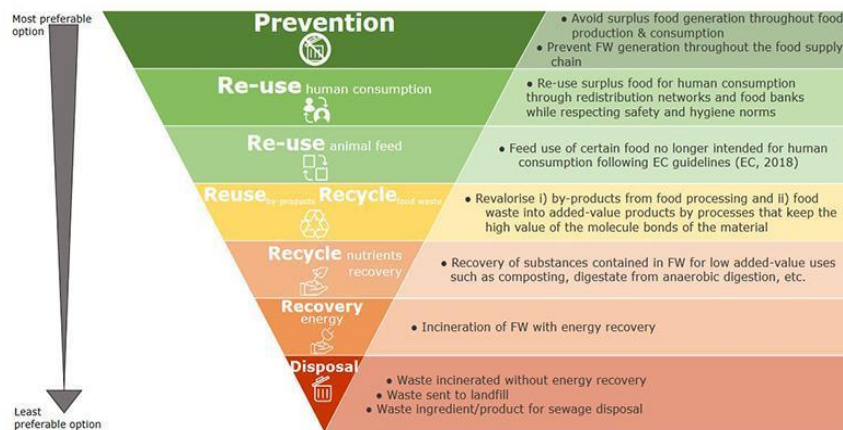 Most preferable
option
Prevention
● Avoid surplus food generation throughout food
production & consumption
● Prevent FW generation throughout the food supply
chain
Re-use human consumption
● Re-use surplus food for human consumption
through redistribution networks and food banks
while respecting safety and hygiene norms
Re-use animal feed
● Feed use of certain food no longer intended for human
consumption following EC guidelines (EC, 2018)
Reuse by-products Recycle food waste
● Revalorise i) by-products from food processing and ii) food
waste into added-value products by processes that keep the
high value of the molecule bonds of the material
Recycle nutrients
recovery
● Recovery of substances contained in FW for low added-value uses
such as composting, digestate from anaerobic digestion, etc.
Recovery
energy
● Incineration of FW with energy recovery
Disposal
● Waste incinerated without energy recovery
● Waste sent to landfill
● Waste ingredient/product for sewage disposal
Least
preferable option